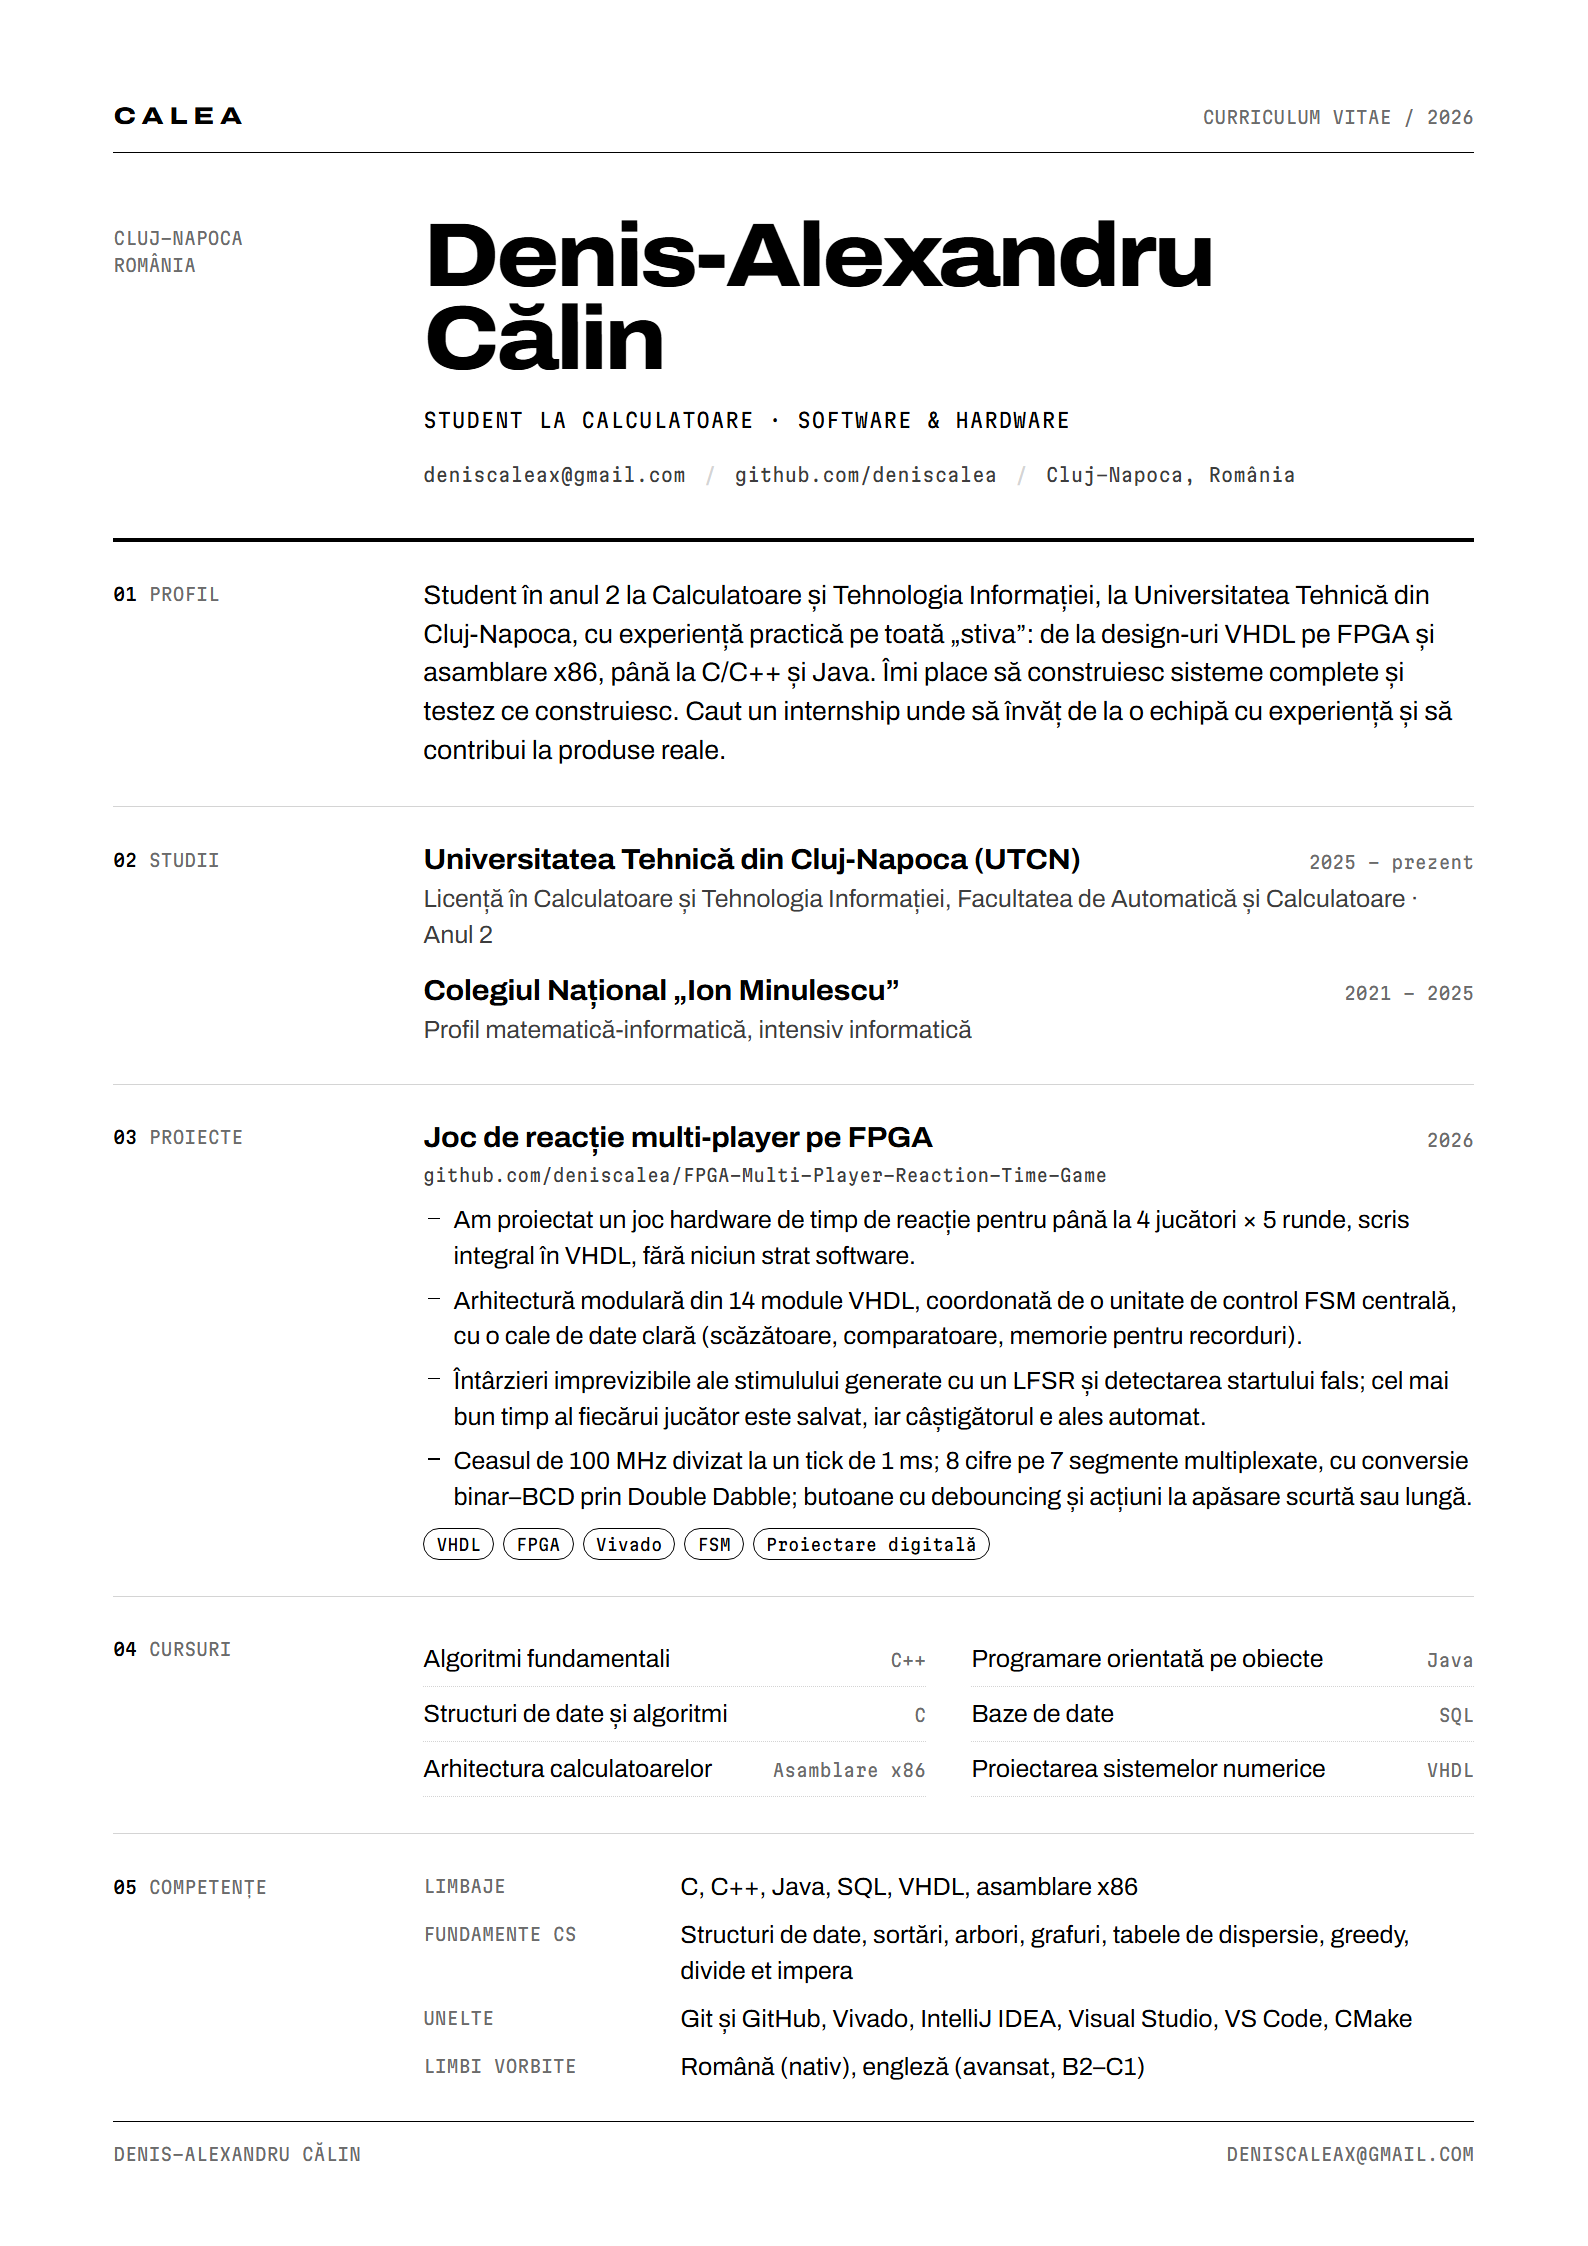 CALEA
CURRICULUM VITAE / 2026
CLUJ-NAPOCA
ROMÂNIA
Denis-Alexandru
Călin
STUDENT LA CALCULATOARE · SOFTWARE & HARDWARE
deniscaleax@gmail.com / github.com/deniscalea / Cluj-Napoca, România
01 PROFIL
Student în anul 2 la Calculatoare și Tehnologia Informației, la Universitatea Tehnică din
Cluj-Napoca, cu experiență practică pe toată „stiva”: de la design-uri VHDL pe FPGA și
asamblare x86, până la C/C++ și Java. Îmi place să construiesc sisteme complete și
testez ce construiesc. Caut un internship unde să învăț de la o echipă cu experiență și să
contribui la produse reale.
02 STUDII
Universitatea Tehnică din Cluj-Napoca (UTCN) 2025 – prezent
Licență în Calculatoare și Tehnologia Informației, Facultatea de Automatică și Calculatoare ·
Anul 2
Colegiul Național „Ion Minulescu” 2021 – 2025
Profil matematică-informatică, intensiv informatică
03 PROIECTE
Joc de reacție multi-player pe FPGA 2026
github.com/deniscalea/FPGA-Multi-Player-Reaction-Time-Game
– Am proiectat un joc hardware de timp de reacție pentru până la 4 jucători × 5 runde, scris
integral în VHDL, fără niciun strat software.
– Arhitectură modulară din 14 module VHDL, coordonată de o unitate de control FSM centrală,
cu o cale de date clară (scăzătoare, comparatoare, memorie pentru recorduri).
– Întârzieri imprevizibile ale stimulului generate cu un LFSR și detectarea startului fals; cel mai
bun timp al fiecărui jucător este salvat, iar câștigătorul e ales automat.
– Ceasul de 100 MHz divizat la un tick de 1 ms; 8 cifre pe 7 segmente multiplexate, cu conversie
binar–BCD prin Double Dabble; butoane cu debouncing și acțiuni la apăsare scurtă sau lungă.
VHDL FPGA Vivado FSM Proiectare digitală
04 CURSURI
Algoritmi fundamentali C++ Programare orientată pe obiecte Java
Structuri de date și algoritmi C Baze de date SQL
Arhitectura calculatoarelor Asamblare x86 Proiectarea sistemelor numerice VHDL
05 COMPETENȚE
LIMBAJE C, C++, Java, SQL, VHDL, asamblare x86
FUNDAMENTE CS Structuri de date, sortări, arbori, grafuri, tabele de dispersie, greedy,
divide et impera
UNELTE Git și GitHub, Vivado, IntelliJ IDEA, Visual Studio, VS Code, CMake
LIMBI VORBITE Română (nativ), engleză (avansat, B2–C1)
DENIS-ALEXANDRU CĂLIN
DENISCALEAX@GMAIL.COM